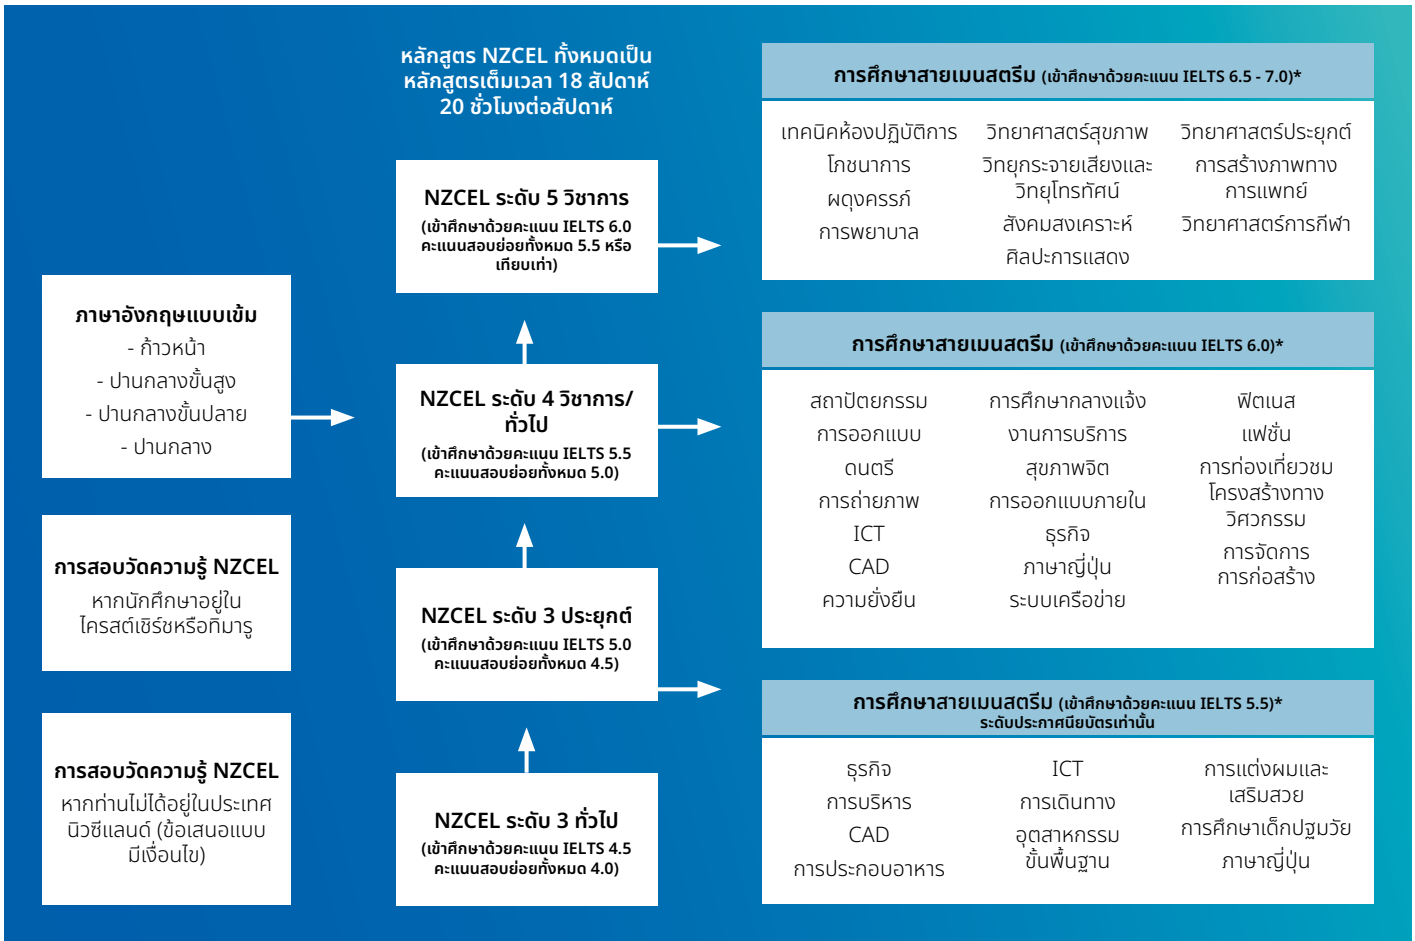 หลักสูตร NZCEL ทั้งหมดเป็น
หลักสูตรเต็มเวลา 18 สัปดาห์
20 ชั่วโมงต่อสัปดาห์
ภาษาอังกฤษแบบเข้ม
- ก้าวหน้า
- ปานกลางขั้นสูง
- ปานกลางขั้นปลาย
- ปานกลาง
การสอบวัดความรู้ NZCEL
หากนักศึกษาอยู่ใน
ไครสต์เชิร์ชหรือทิมารู
การสอบวัดความรู้ NZCEL
หากท่านไม่ได้อยู่ในประเทศ
นิวซีแลนด์ (ข้อเสนอแบบ
มีเงื่อนไข)
NZCEL ระดับ 5 วิชาการ
(เข้าศึกษาด้วยคะแนน IELTS 6.0
คะแนนสอบย่อยทั้งหมด 5.5 หรือ
เทียบเท่า)
NZCEL ระดับ 4 วิชาการ/
ทั่วไป
(เข้าศึกษาด้วยคะแนน IELTS 5.5
คะแนนสอบย่อยทั้งหมด 5.0)
NZCEL ระดับ 3 ประยุกต์
(เข้าศึกษาด้วยคะแนน IELTS 5.0
คะแนนสอบย่อยทั้งหมด 4.5)
NZCEL ระดับ 3 ทั่วไป
(เข้าศึกษาด้วยคะแนน IELTS 4.5
คะแนนสอบย่อยทั้งหมด 4.0)
การศึกษาสายเมนสตรีม (เข้าศึกษาด้วยคะแนน IELTS 6.5 - 7.0)*
เทคนิคห้องปฏิบัติการ
โภชนาการ
ผดุงครรภ์
การพยาบาล
วิทยาศาสตร์สุขภาพ
วิทยุกระจายเสียงและ
วิทยุโทรทัศน์
สังคมสงเคราะห์
ศิลปะการแสดง
วิทยาศาสตร์ประยุกต์
การสร้างภาพทาง
การแพทย์
วิทยาศาสตร์การกีฬา
การศึกษาสายเมนสตรีม (เข้าศึกษาด้วยคะแนน IELTS 6.0)*
สถาปัตยกรรม
การออกแบบ
ดนตรี
การถ่ายภาพ
ICT
CAD
ความยั่งยืน
การศึกษากลางแจ้ง
งานการบริการ
สุขภาพจิต
การออกแบบภายใน
ธุรกิจ
ภาษาญี่ปุ่น
ระบบเครือข่าย
ฟิตเนส
แฟชั่น
การท่องเที่ยวชม
โครงสร้างทาง
วิศวกรรม
การจัดการ
การก่อสร้าง
การศึกษาสายเมนสตรีม (เข้าศึกษาด้วยคะแนน IELTS 5.5)*
ระดับประกาศนียบัตรเท่านั้น
ธุรกิจ
การบริหาร
CAD
การประกอบอาหาร
ICT
การเดินทาง
อุตสาหกรรม
ขั้นพื้นฐาน
การแต่งผมและ
เสริมสวย
การศึกษาเด็กปฐมวัย
ภาษาญี่ปุ่น